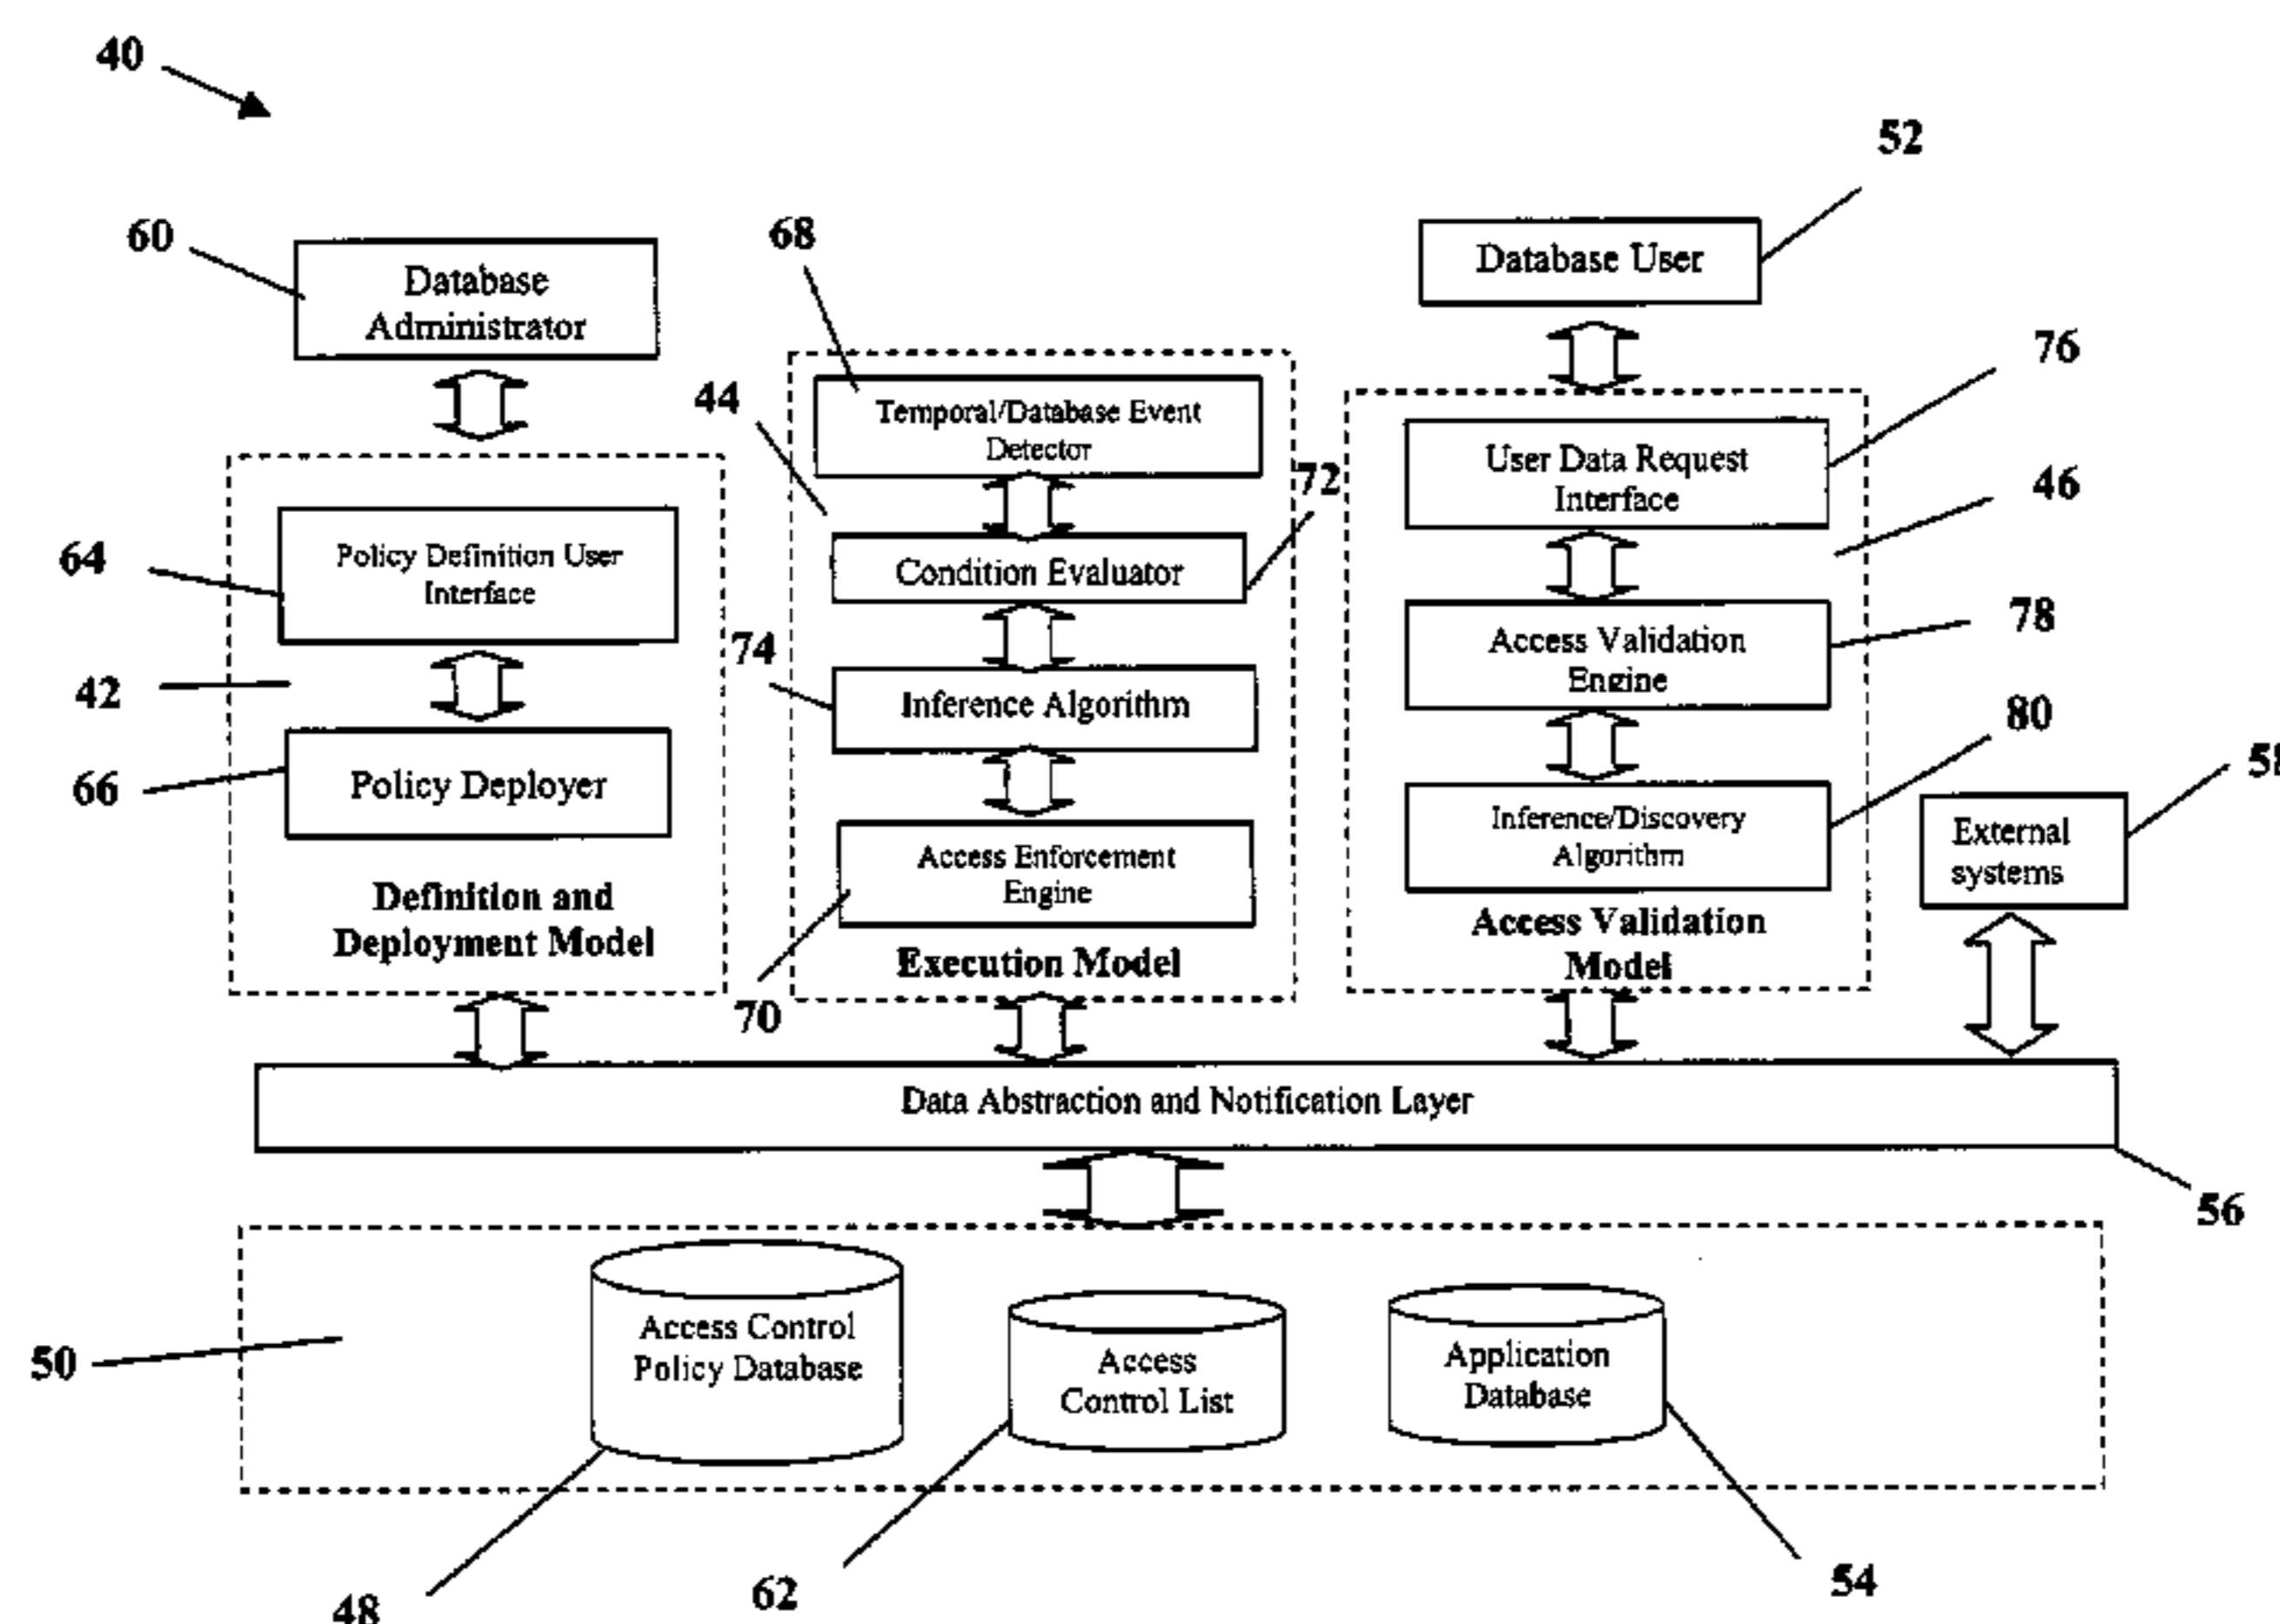 40
52
60
Database
Administrator
68
Database User
76
44
Temporal/Database Event
Detector
72
User Data Request
Interface
46
64
Policy Definition User
Interface
Condition Evaluator
78
Access Validation
Engine
42
74
Inference Algorithm
80
66
Policy Deployer
58
Inference/Discovery
Algorithm
External
systems
Access Enforcement
Engine
Definition and
Deployment Model
Execution Model
Access Validation
Model
70
Data Abstraction and Notification Layer
56
50
Access Control
Policy Database
Access
Control List
Application
Database
48
62
54